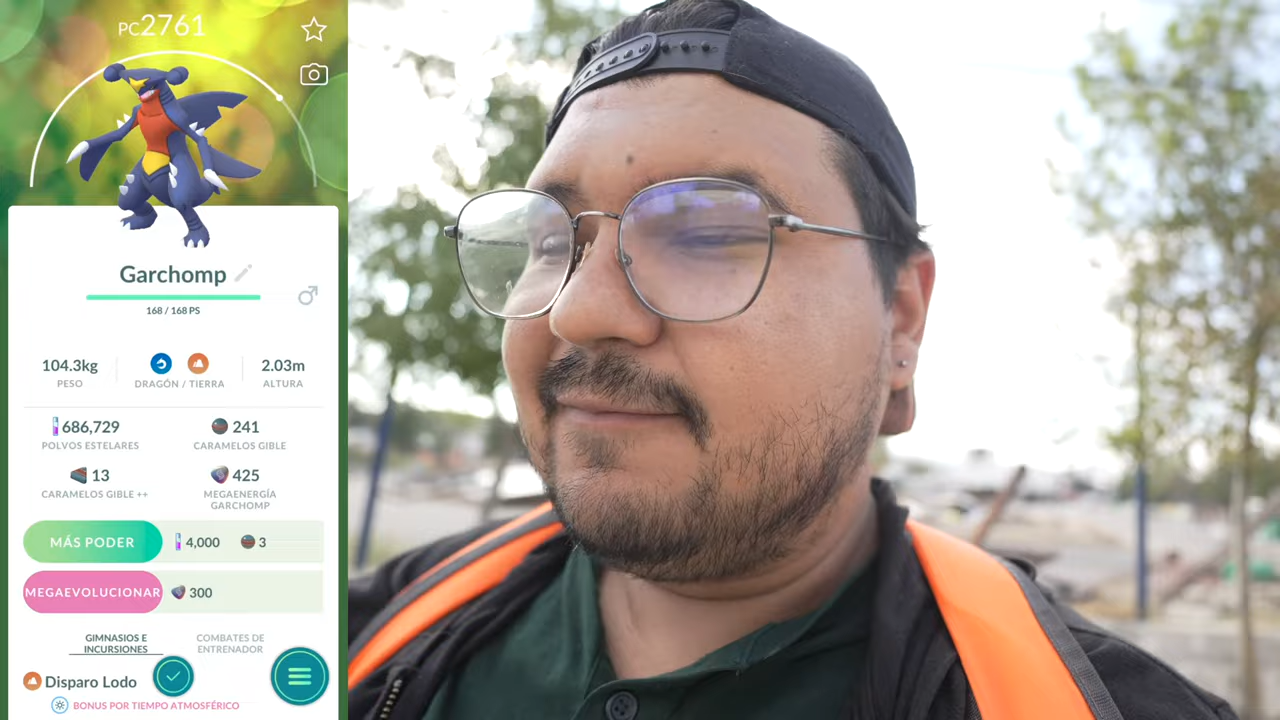 PC2761
Garchomp
168 / 168 PS
104.3kg
PESO
DRAGÓN / TIERRA
2.03m
ALTURA
686,729
POLVOS ESTELARES
241
CARAMELOS GIBLE
13
CARAMELOS GIBLE ++
425
MEGAENERGÍA
GARCHOMP
MÁS PODER
4,000
3
MEGAEVOLUCIONAR
300
GIMNASIOS E
INCURSIONES
COMBATES DE
ENTRENADOR
Disparo Lodo
BONUS POR TIEMPO ATMOSFÉRICO